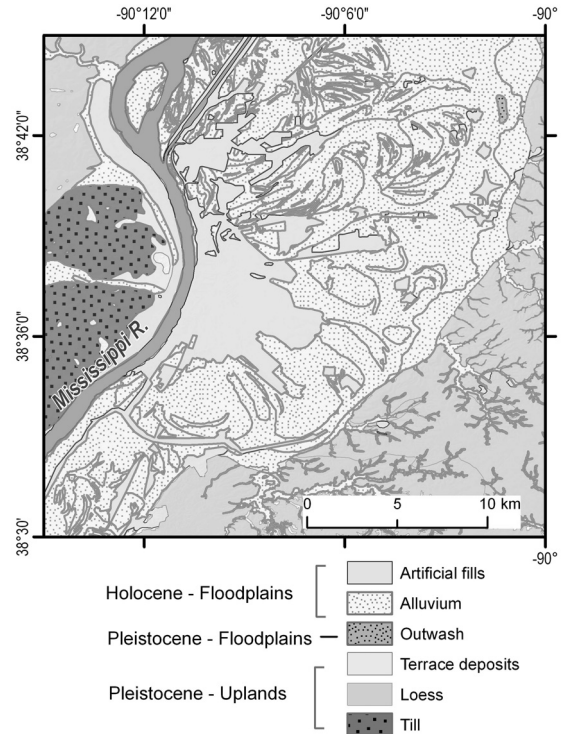 -90°12'0"
-90°6'0"
-90°
38°42'0"
38°36'0"
38°30'
Mississippi R.
0
5
10 km
-90°
Holocene - Floodplains
Artificial fills
Alluvium
Pleistocene - Floodplains
Outwash
Pleistocene - Uplands
Terrace deposits
Loess
Till